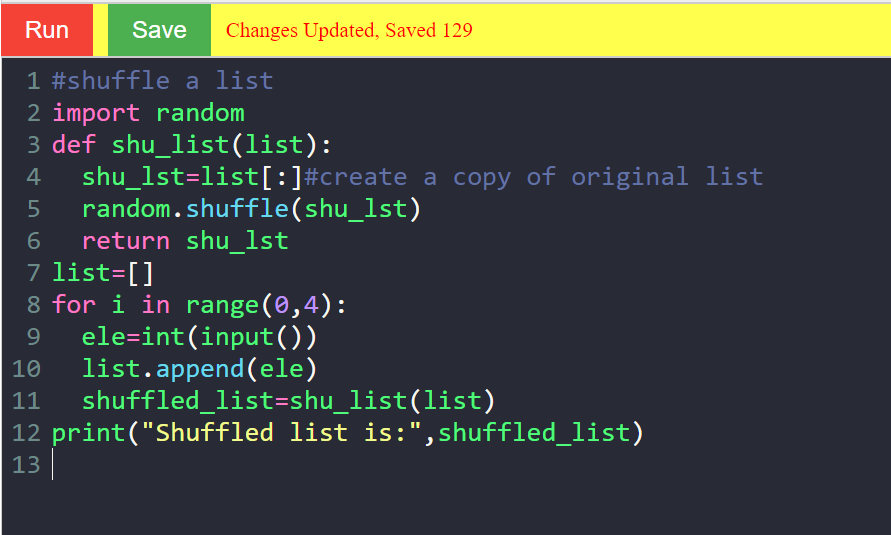 Run Save Changes Updated, Saved 129
1 #shuffle a list
2 import random
3 def shu_list(list):
4   shu_lst=list[:]#create a copy of original list
5   random.shuffle(shu_lst)
6   return shu_lst
7 list=[]
8 for i in range(0,4):
9   ele=int(input())
10   list.append(ele)
11   shuffled_list=shu_list(list)
12 print("Shuffled list is:",shuffled_list)
13